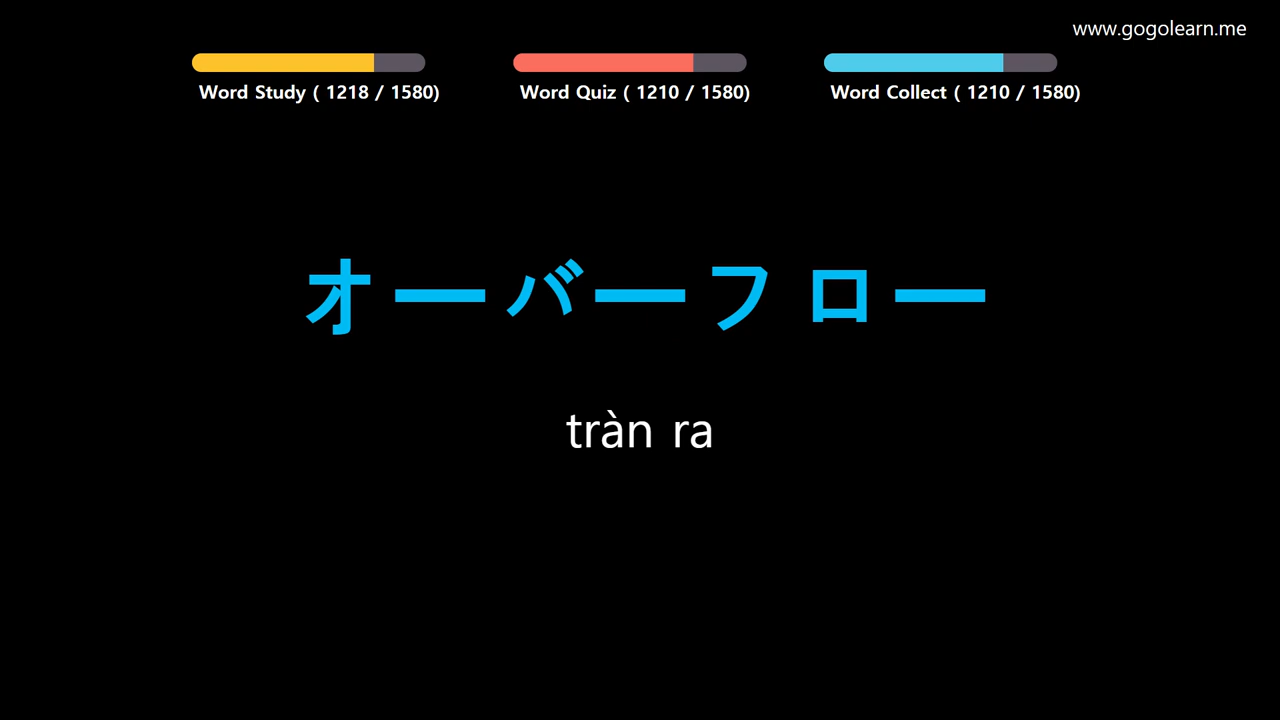 www.gogolearn.me
Word Study ( 1218 / 1580)
Word Quiz ( 1210 / 1580)
Word Collect ( 1210 / 1580)
オーバーフロー
tràn ra